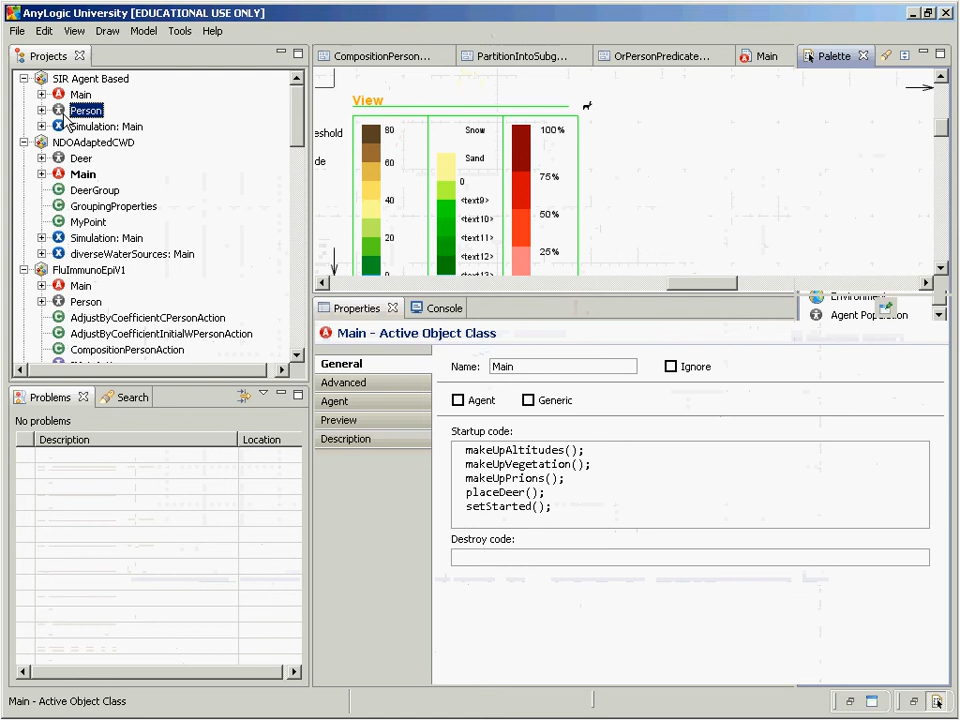 AnyLogic University [EDUCATIONAL USE ONLY]
File Edit View Draw Model Tools Help
Projects
SIR Agent Based
Main
Person
Simulation: Main
NDOAdaptedCWD
Deer
Main
DeerGroup
GroupingProperties
MyPoint
Simulation: Main
diverseWaterSources: Main
FluImmunoEpiV1
Main
Person
AdjustByCoefficientCPersonAction
AdjustByCoefficientInitialWPersonAction
CompositionPersonAction
Problems Search
No problems
Description Location
CompositionPerson... PartitionIntoSubg... OrPersonPredicate... Main Palette
View
eshold
de
80
60
40
20
0
Snow
Sand
0
<text9>
<text10>
<text11>
<text12>
100%
75%
50%
25%
Environment
Agent Population
Properties Console
Main - Active Object Class
General
Advanced
Agent
Preview
Description
Name: Main Ignore
Agent Generic
Startup code:
makeUpAltitudes();
makeUpVegetation();
makeUpPrions();
placeDeer();
setStarted();
Destroy code:
Main - Active Object Class